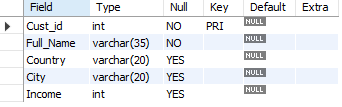 Field Type Null Key Default Extra
Cust_id int NO PRI NULL
Full_Name varchar(35) NO NULL
Country varchar(20) YES NULL
City varchar(20) YES NULL
Income int YES NULL